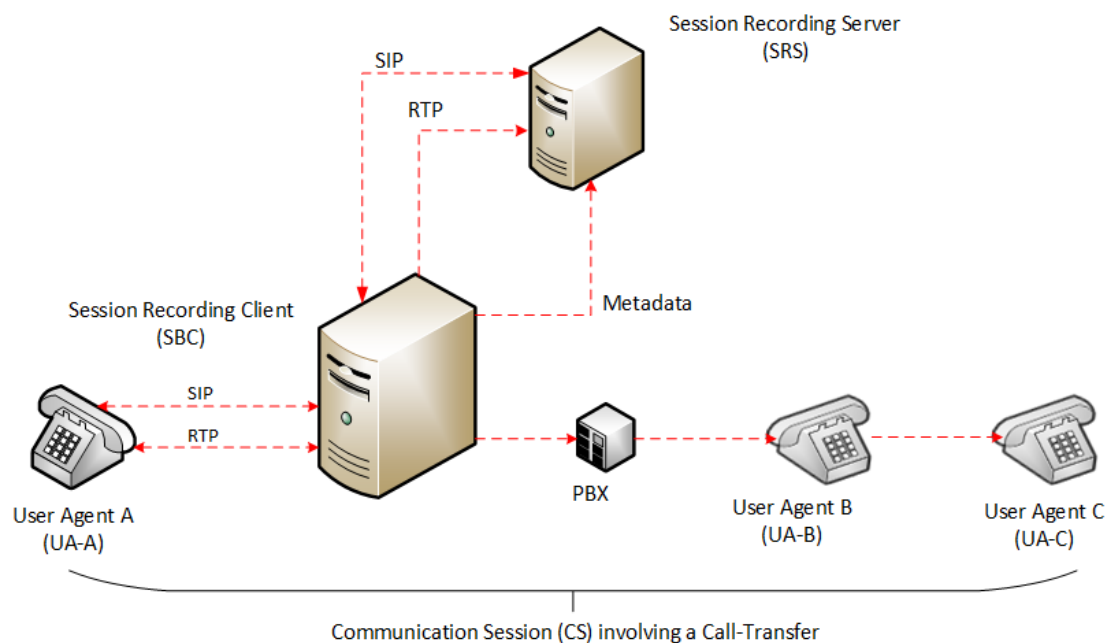 Session Recording Server
(SRS)
SIP
RTP
Metadata
Session Recording Client
(SBC)
SIP
RTP
PBX
User Agent A
(UA-A)
User Agent B
(UA-B)
User Agent C
(UA-C)
Communication Session (CS) involving a Call-Transfer